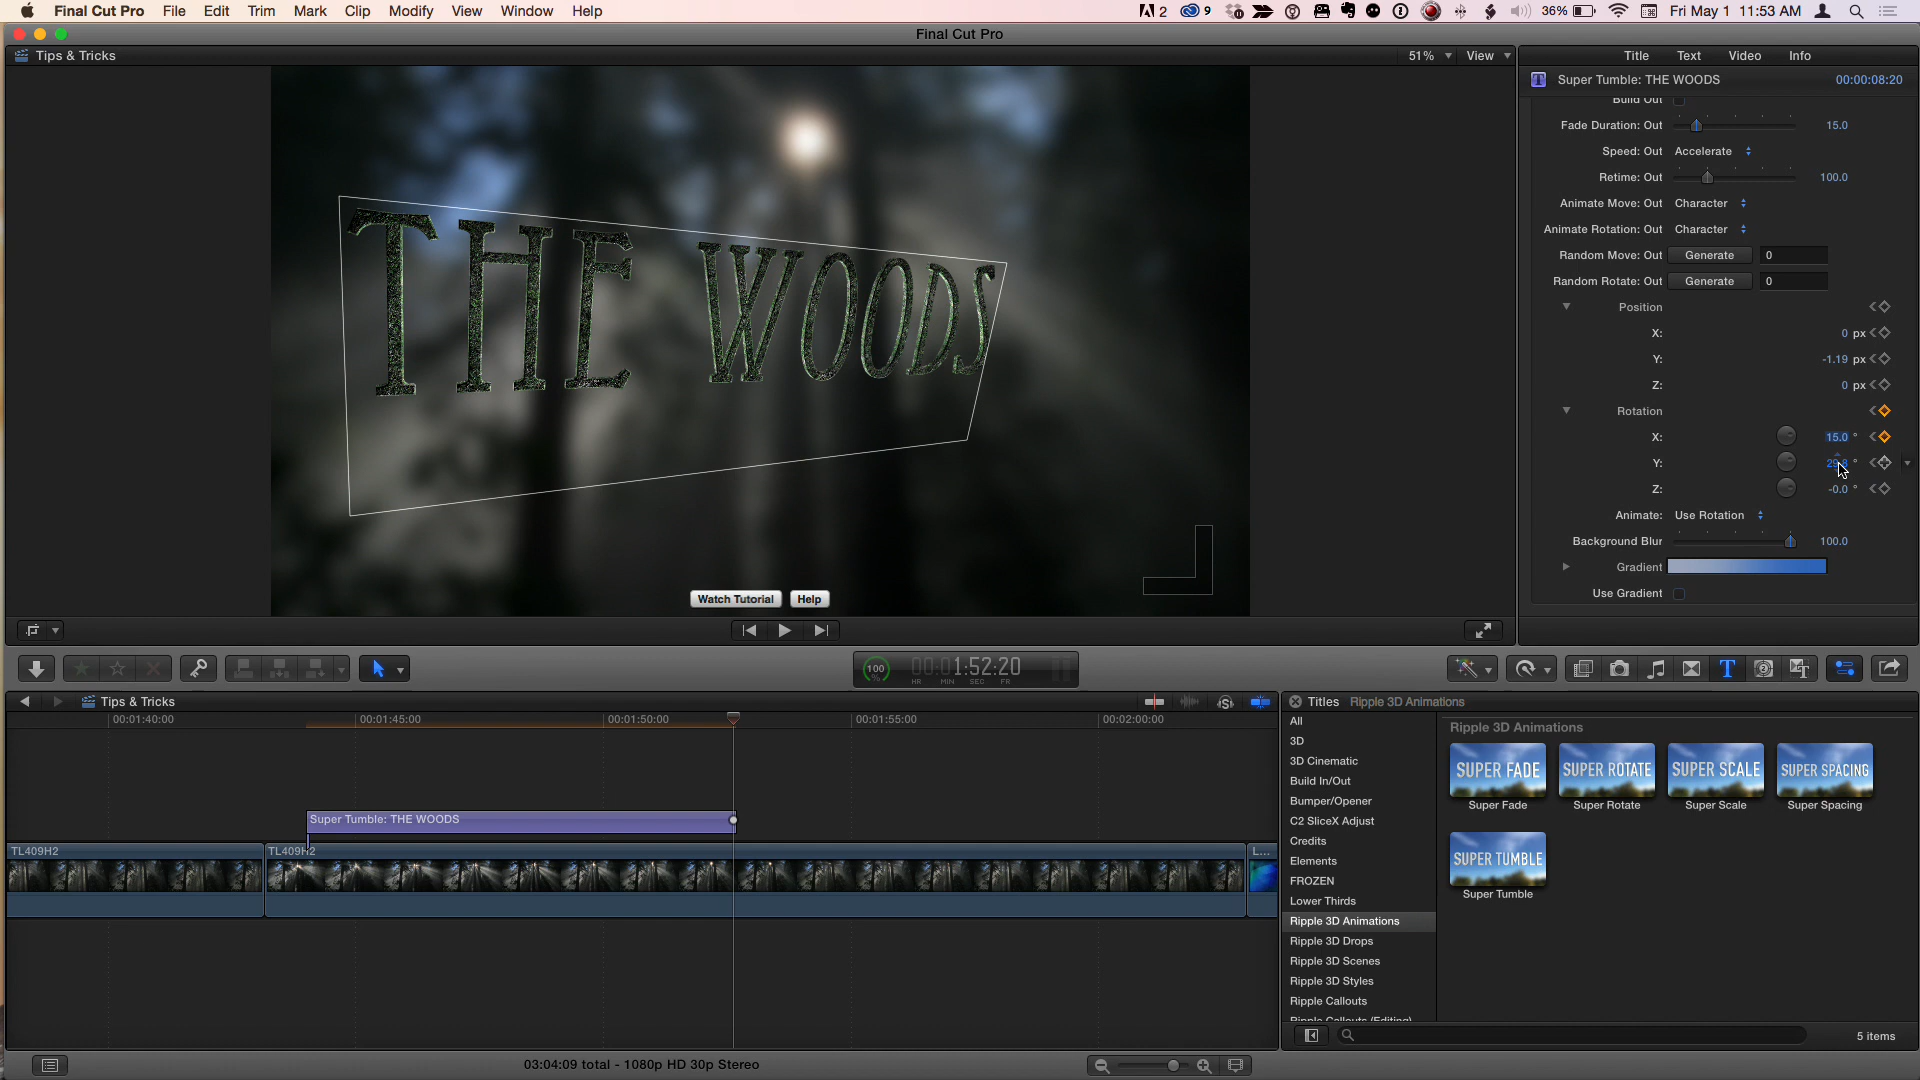 Final Cut Pro File Edit Trim Mark Clip Modify View Window Help 2 9 36% Fri May 1 11:53 AM
Final Cut Pro
Tips & Tricks 51% View Title Text Video Info
Super Tumble: THE WOODS 00:00:08:20
Build Out
Fade Duration: Out 15.0
Speed: Out Accelerate
Retime: Out 100.0
Animate Move: Out Character
Animate Rotation: Out Character
Random Move: Out Generate 0
Random Rotate: Out Generate 0
Position
X: 0 px
Y: -1.19 px
Z: 0 px
Rotation
X: 15.0 °
Y: °
Z: -0.0 °
Animate: Use Rotation
Background Blur 100.0
Gradient
Use Gradient
THE WOODS
Watch Tutorial Help
100 % 00:01:52:20
HR MIN SEC FR
Tips & Tricks
00:01:40:00 00:01:45:00 00:01:50:00 00:01:55:00 00:02:00:00
Super Tumble: THE WOODS
TL409H2 TL409H2 L...
Titles Ripple 3D Animations
All
3D
3D Cinematic
Build In/Out
Bumper/Opener
C2 SliceX Adjust
Credits
Elements
FROZEN
Lower Thirds
Ripple 3D Animations
Ripple 3D Drops
Ripple 3D Scenes
Ripple 3D Styles
Ripple Callouts
Ripple Callouts (Editing)
Ripple 3D Animations
SUPER FADE SUPER ROTATE SUPER SCALE SUPER SPACING
Super Fade Super Rotate Super Scale Super Spacing
SUPER TUMBLE
Super Tumble
5 items
03:04:09 total - 1080p HD 30p Stereo